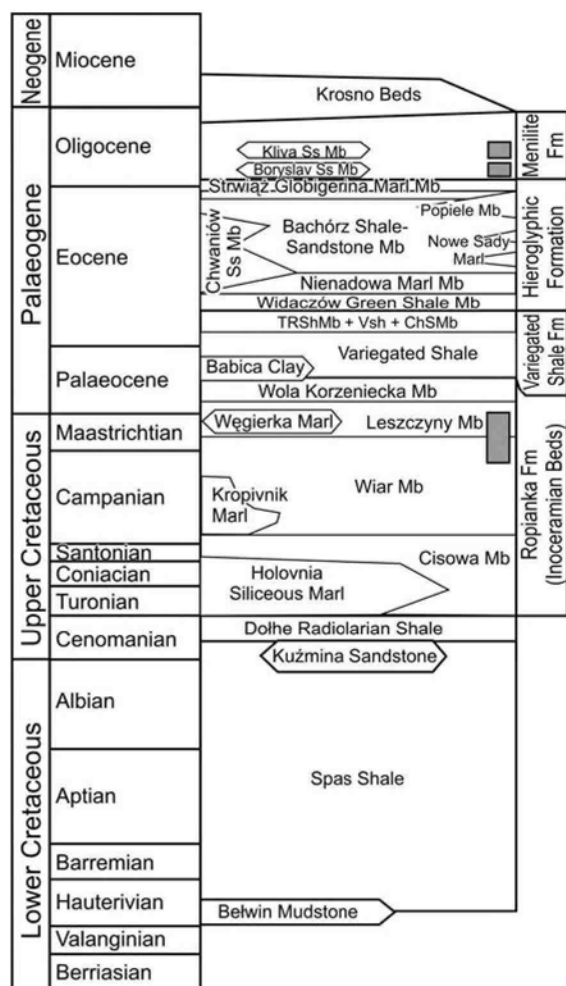 Neogene
Miocene
Krosno Beds
Palaeogene
Oligocene
Kliva Ss Mb
Boryslav Ss Mb
Menilite
Fm
Strwiąż Globigerina Marl Mb
Eocene
Chwaniów
Ss Mb
Bachórz Shale-
Sandstone Mb
Popiele Mb
Nowe Sady
Marl
Nienadowa Marl Mb
Widaczów Green Shale Mb
Hieroglyphic
Formation
TRShMb + Vsh + ChSMb
Variegated Shale
Variegated
Shale Fm
Palaeocene
Babica Clay
Wola Korzeniecka Mb
Upper Cretaceous
Maastrichtian
Węgierka Marl
Leszczyny Mb
Campanian
Kropivnik
Marl
Wiar Mb
Ropianka Fm
(Inoceramian Beds)
Santonian
Cisowa Mb
Coniacian
Holovnia
Siliceous Marl
Turonian
Cenomanian
Dołhe Radiolarian Shale
Kuźmina Sandstone
Lower Cretaceous
Albian
Aptian
Spas Shale
Barremian
Hauterivian
Bełwin Mudstone
Valanginian
Berriasian